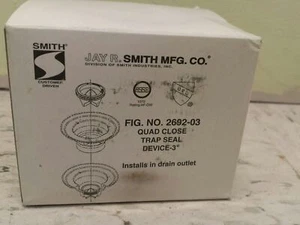 SMITH®
CUSTOMER
DRIVEN
JAY R. SMITH MFG. CO.®
DIVISION OF SMITH INDUSTRIES, INC.
FIG. NO. 2692-03
QUAD CLOSE
TRAP SEAL
DEVICE-3"
Installs in drain outlet